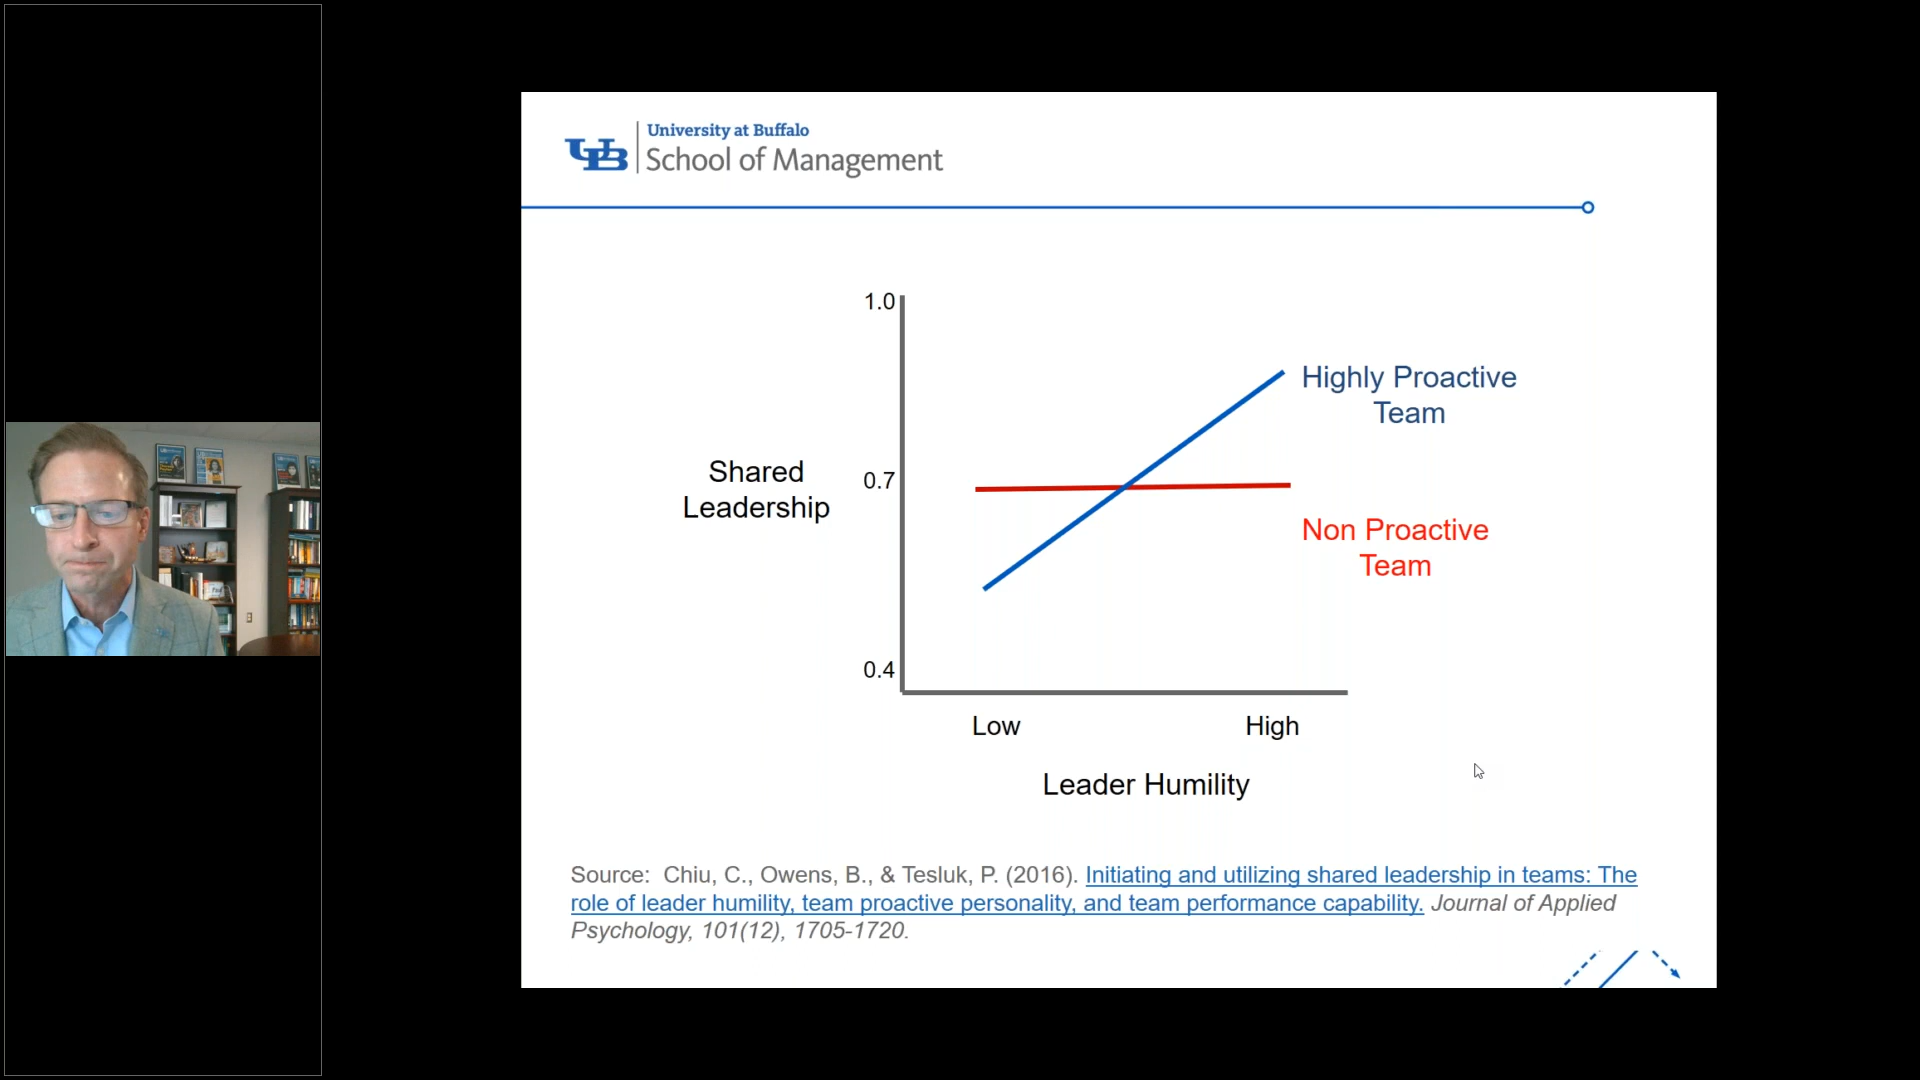 UB
University at Buffalo
School of Management
1.0
Highly Proactive
Team
Shared
Leadership
0.7
Non Proactive
Team
0.4
Low
High
Leader Humility
Source: Chiu, C., Owens, B., & Tesluk, P. (2016). Initiating and utilizing shared leadership in teams: The
role of leader humility, team proactive personality, and team performance capability. Journal of Applied
Psychology, 101(12), 1705-1720.